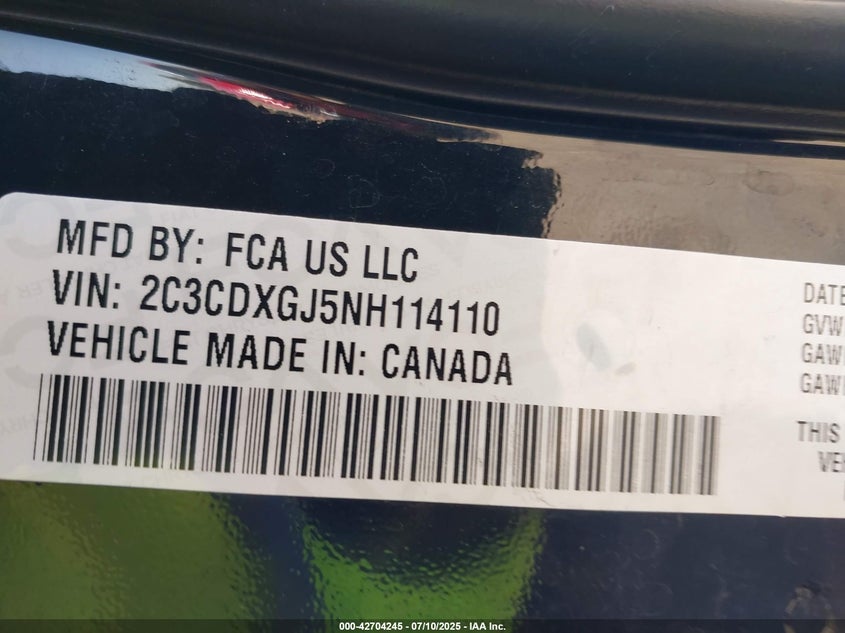 MFD BY: FCA US LLC
VIN: 2C3CDXGJ5NH114110
VEHICLE MADE IN: CANADA
DATE
GVW
GAW
GAW
THIS
VE
000-42704245 - 07/10/2025 - IAA Inc.